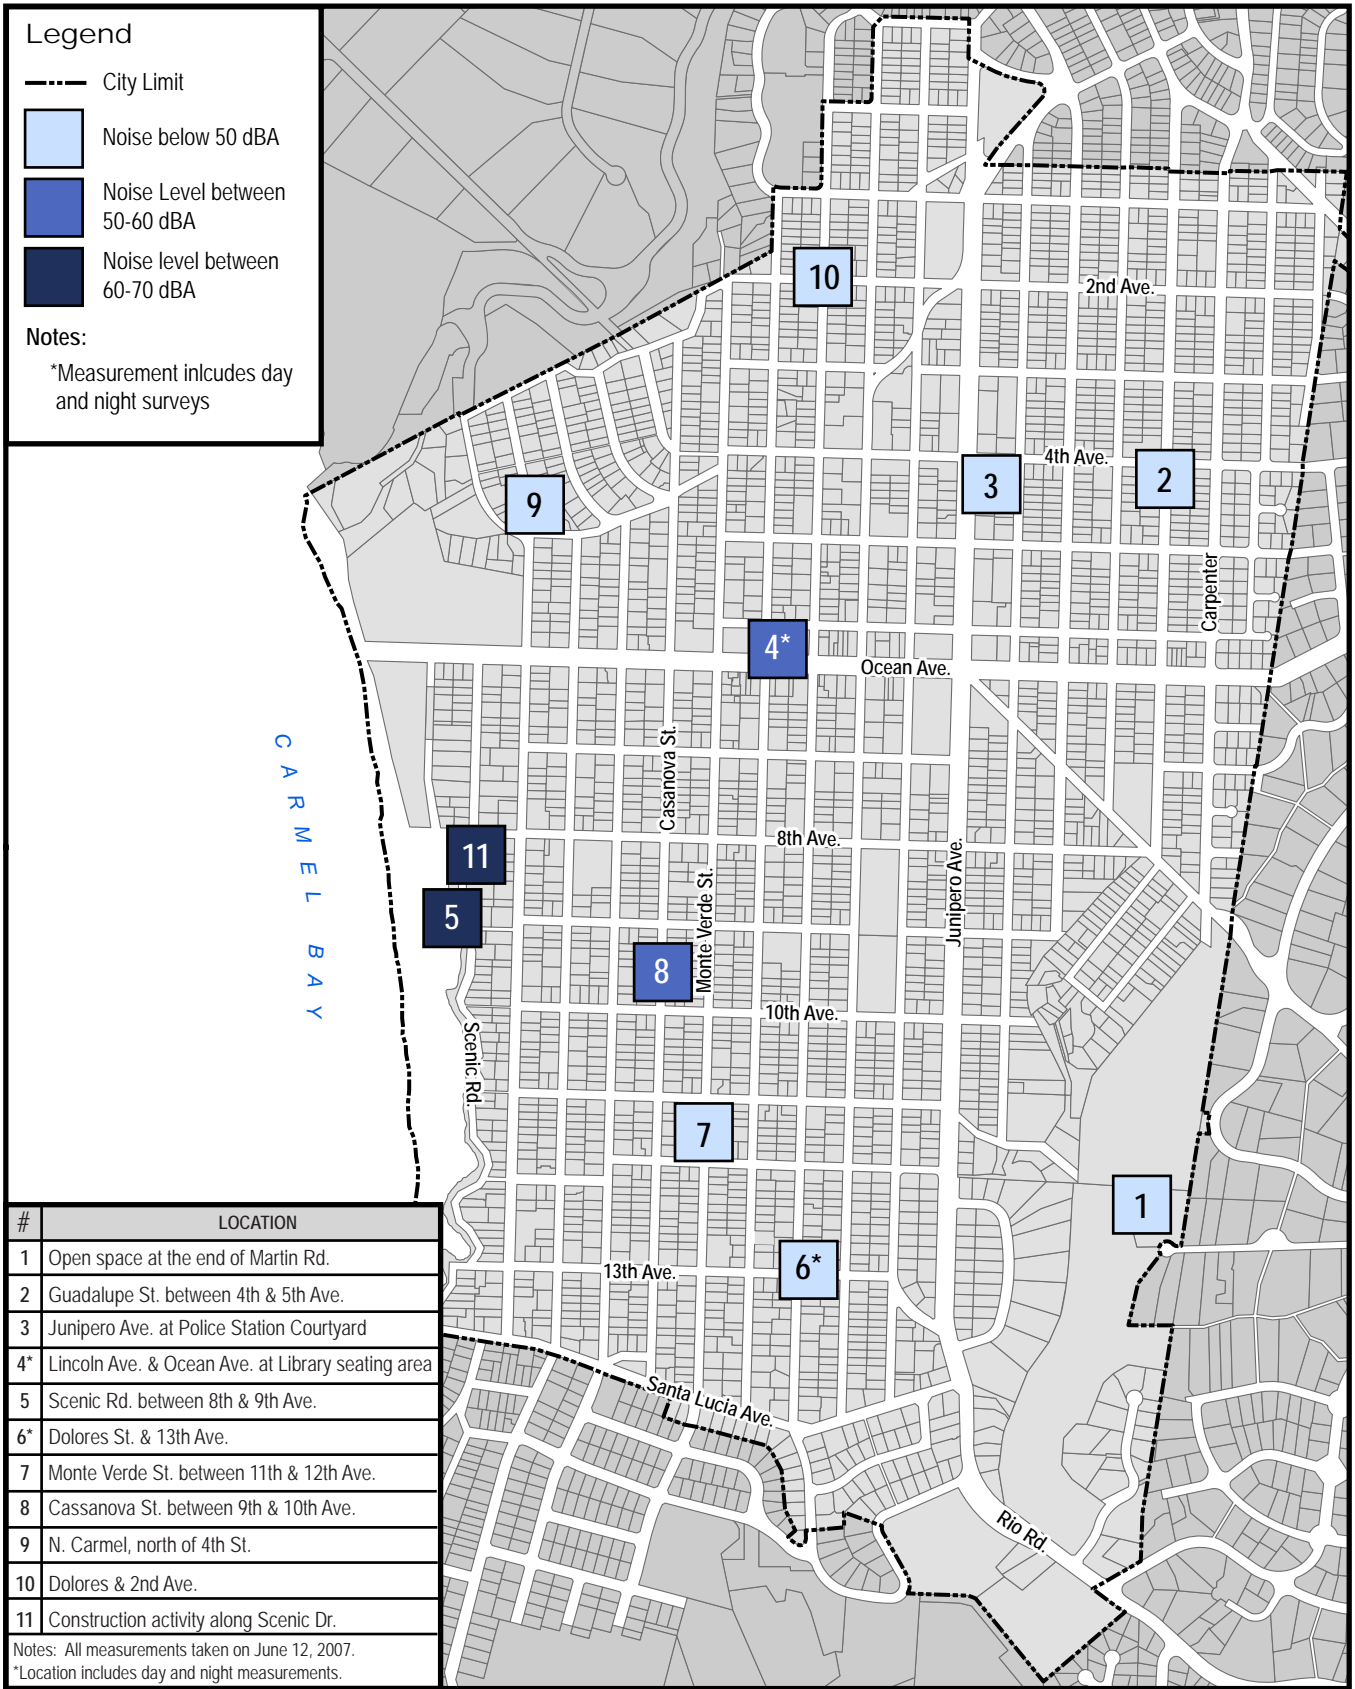 Legend
City Limit
Noise below 50 dBA
Noise Level between
50-60 dBA
Noise level between
60-70 dBA
Notes:
*Measurement inlcudes day
and night surveys
10
2nd Ave.
4th Ave.
3
2
9
Carpenter
4*
Ocean Ave.
CARMEL BAY
Casanova St.
8th Ave.
11
Junipero Ave.
5
Monte Verde St.
8
10th Ave.
Scenic Rd.
7
1
6*
13th Ave.
Santa Lucia Ave.
Rio Rd.
# LOCATION
1 Open space at the end of Martin Rd.
2 Guadalupe St. between 4th & 5th Ave.
3 Junipero Ave. at Police Station Courtyard
4* Lincoln Ave. & Ocean Ave. at Library seating area
5 Scenic Rd. between 8th & 9th Ave.
6* Dolores St. & 13th Ave.
7 Monte Verde St. between 11th & 12th Ave.
8 Cassanova St. between 9th & 10th Ave.
9 N. Carmel, north of 4th St.
10 Dolores & 2nd Ave.
11 Construction activity along Scenic Dr.
Notes: All measurements taken on June 12, 2007.
*Location includes day and night measurements.